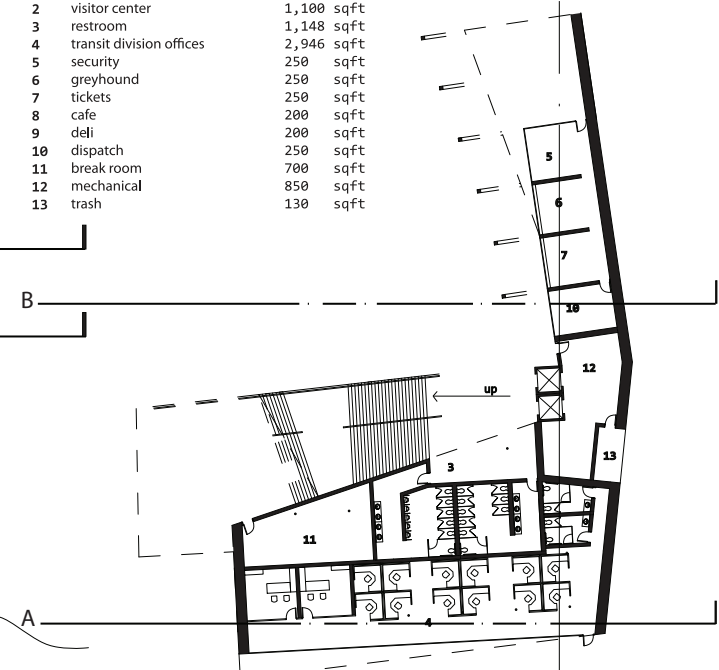 2 visitor center 1,100 sqft
3 restroom 1,148 sqft
4 transit division offices 2,946 sqft
5 security 250 sqft
6 greyhound 250 sqft
7 tickets 250 sqft
8 cafe 200 sqft
9 deli 200 sqft
10 dispatch 250 sqft
11 break room 700 sqft
12 mechanical 850 sqft
13 trash 130 sqft
5
6
7
B
10
12
up
13
3
11
A
4